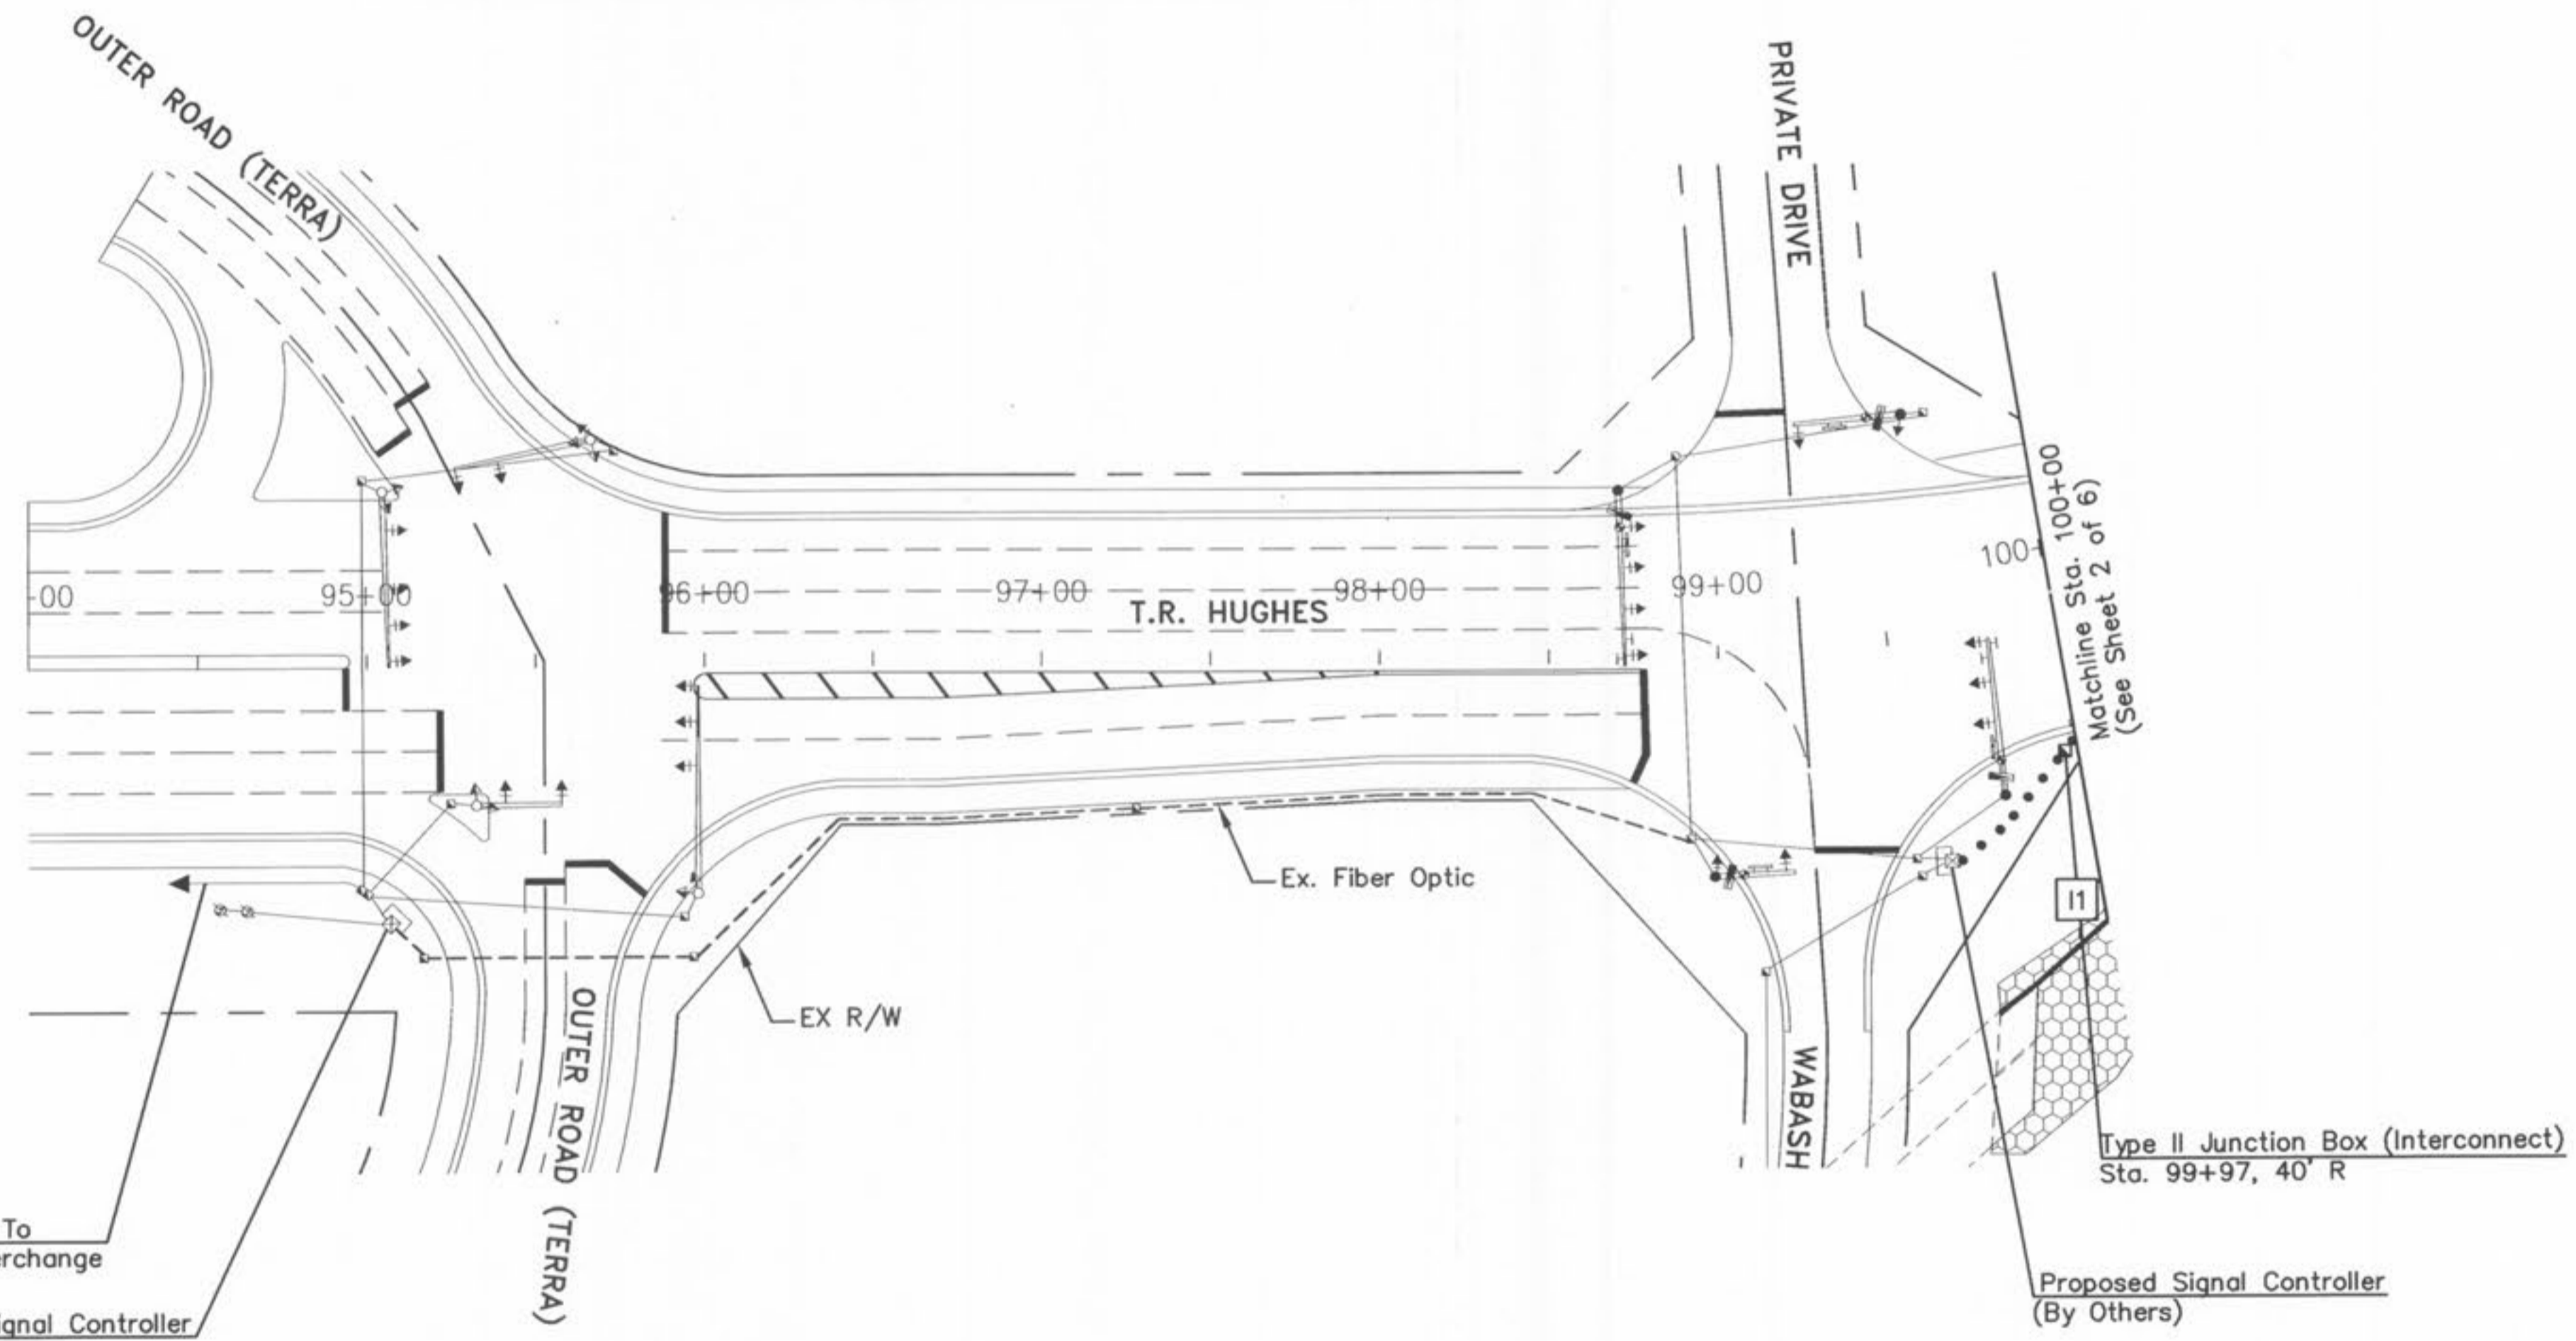 OUTER ROAD (TERRA)
PRIVATE DRIVE
00
95+00
96+00
97+00
98+00
99+00
100
T.R. HUGHES
Matchline Sta. 100+00
(See Sheet 2 of 6)
Ex. Fiber Optic
EX R/W
I1
OUTER ROAD (TERRA)
WABASH
Type II Junction Box (Interconnect)
Sta. 99+97, 40' R
To
erchange
ignal Controller
Proposed Signal Controller
(By Others)